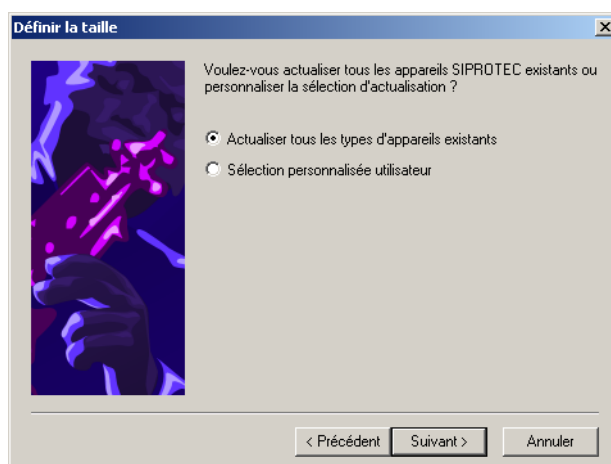 Définir la taille
Voulez-vous actualiser tous les appareils SIPROTEC existants ou
personnaliser la sélection d'actualisation ?
Actualiser tous les types d'appareils existants
Sélection personnalisée utilisateur
< Précédent
Suivant >
Annuler